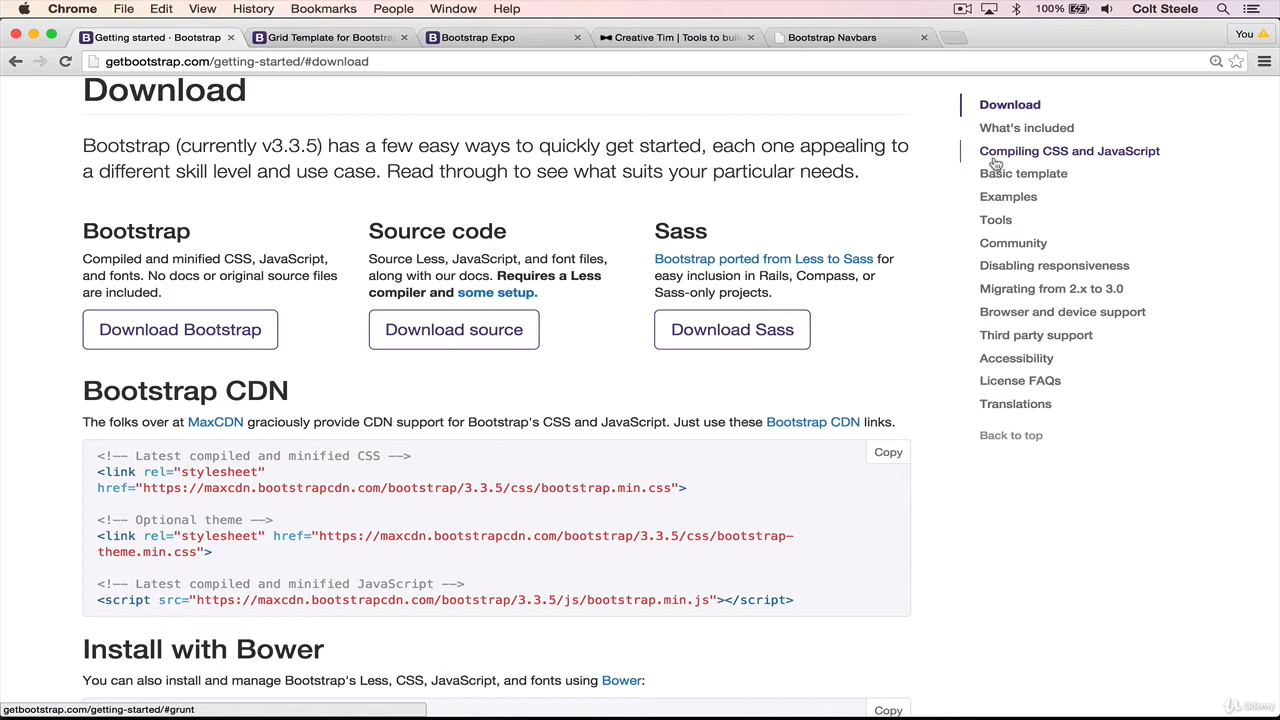 Chrome File Edit View History Bookmarks People Window Help 100% Colt Steele
Getting started · Bootstrap Grid Template for Bootstra Bootstrap Expo Creative Tim | Tools to buil Bootstrap Navbars You
getbootstrap.com/getting-started/#download
Download
Bootstrap (currently v3.3.5) has a few easy ways to quickly get started, each one appealing to
a different skill level and use case. Read through to see what suits your particular needs.
Bootstrap
Compiled and minified CSS, JavaScript,
and fonts. No docs or original source files
are included.
Download Bootstrap
Source code
Source Less, JavaScript, and font files,
along with our docs. Requires a Less
compiler and some setup.
Download source
Sass
Bootstrap ported from Less to Sass for
easy inclusion in Rails, Compass, or
Sass-only projects.
Download Sass
Bootstrap CDN
The folks over at MaxCDN graciously provide CDN support for Bootstrap's CSS and JavaScript. Just use these Bootstrap CDN links.
Copy
<!-- Latest compiled and minified CSS -->
<link rel="stylesheet"
href="https://maxcdn.bootstrapcdn.com/bootstrap/3.3.5/css/bootstrap.min.css">
<!-- Optional theme -->
<link rel="stylesheet" href="https://maxcdn.bootstrapcdn.com/bootstrap/3.3.5/css/bootstrap-
theme.min.css">
<!-- Latest compiled and minified JavaScript -->
<script src="https://maxcdn.bootstrapcdn.com/bootstrap/3.3.5/js/bootstrap.min.js"></script>
Install with Bower
You can also install and manage Bootstrap's Less, CSS, JavaScript, and fonts using Bower:
Copy
Download
What's included
Compiling CSS and JavaScript
Basic template
Examples
Tools
Community
Disabling responsiveness
Migrating from 2.x to 3.0
Browser and device support
Third party support
Accessibility
License FAQs
Translations
Back to top
getbootstrap.com/getting-started/#grunt
Udemy